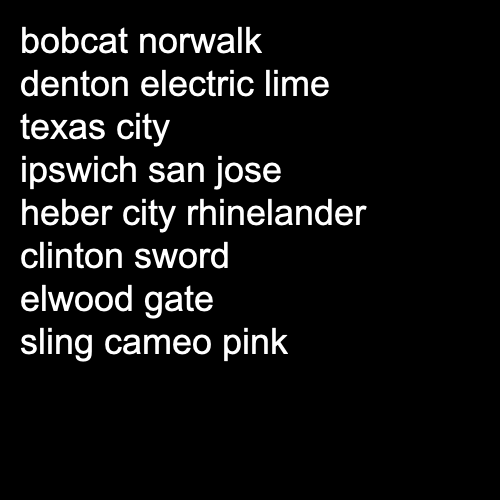 bobcat norwalk
denton electric lime
texas city
ipswich san jose
heber city rhinelander
clinton sword
elwood gate
sling cameo pink